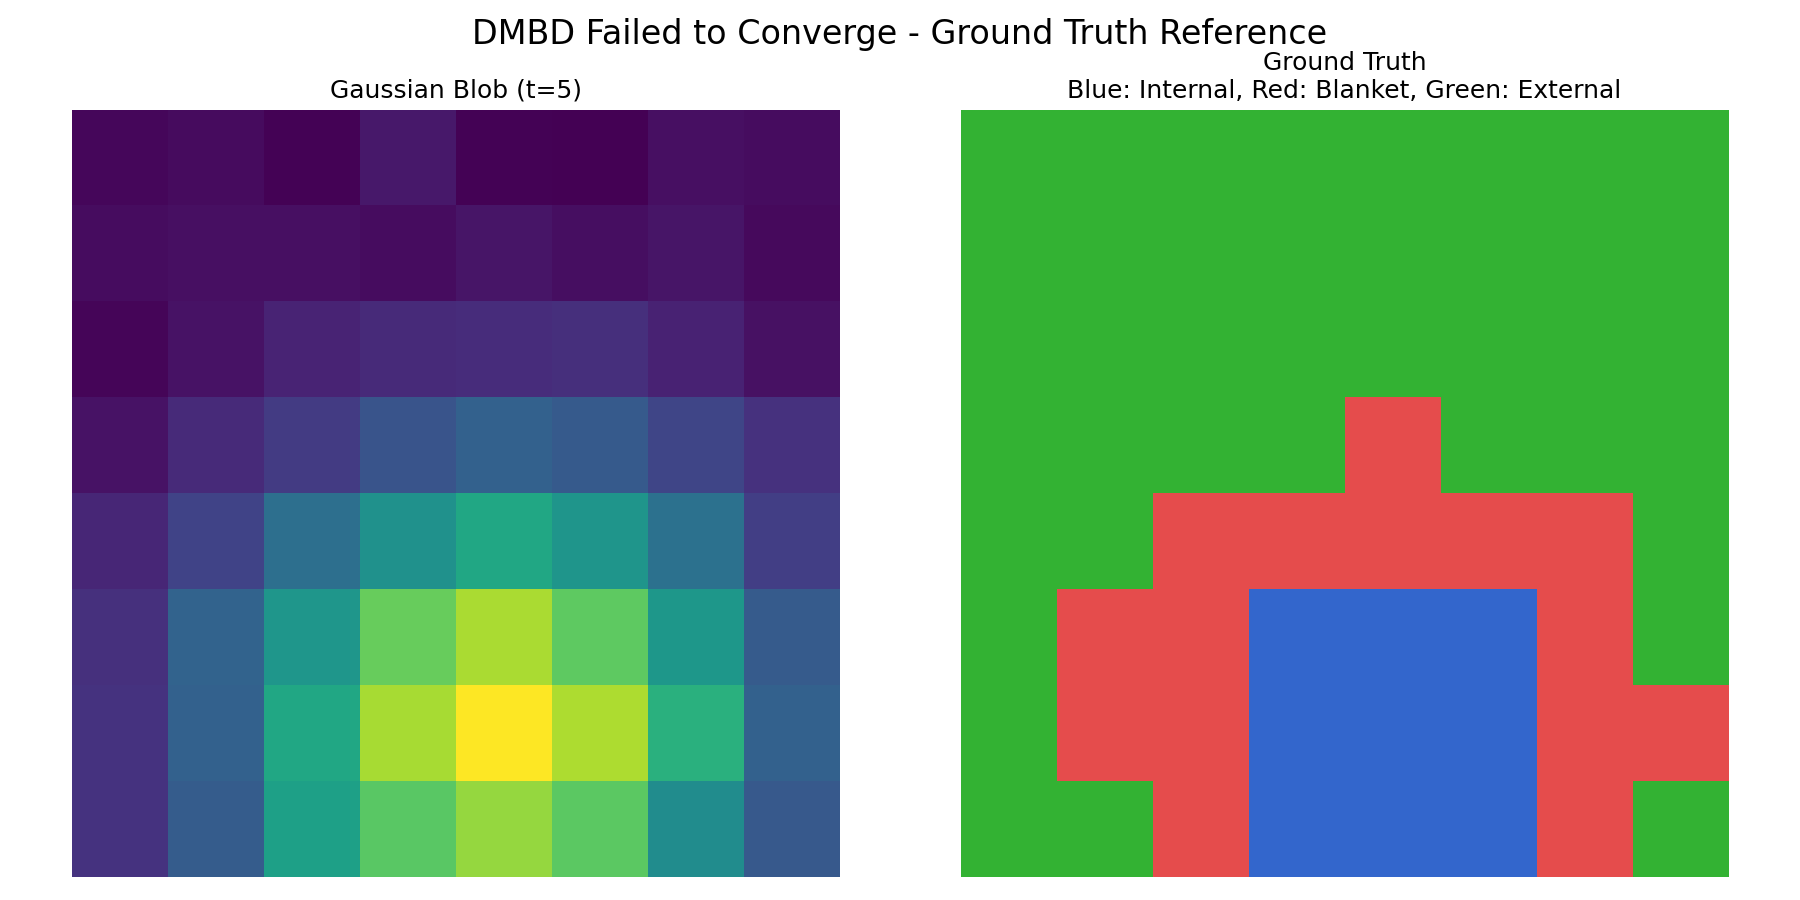 DMBD Failed to Converge - Ground Truth Reference
Gaussian Blob (t=5)
Ground Truth
Blue: Internal, Red: Blanket, Green: External